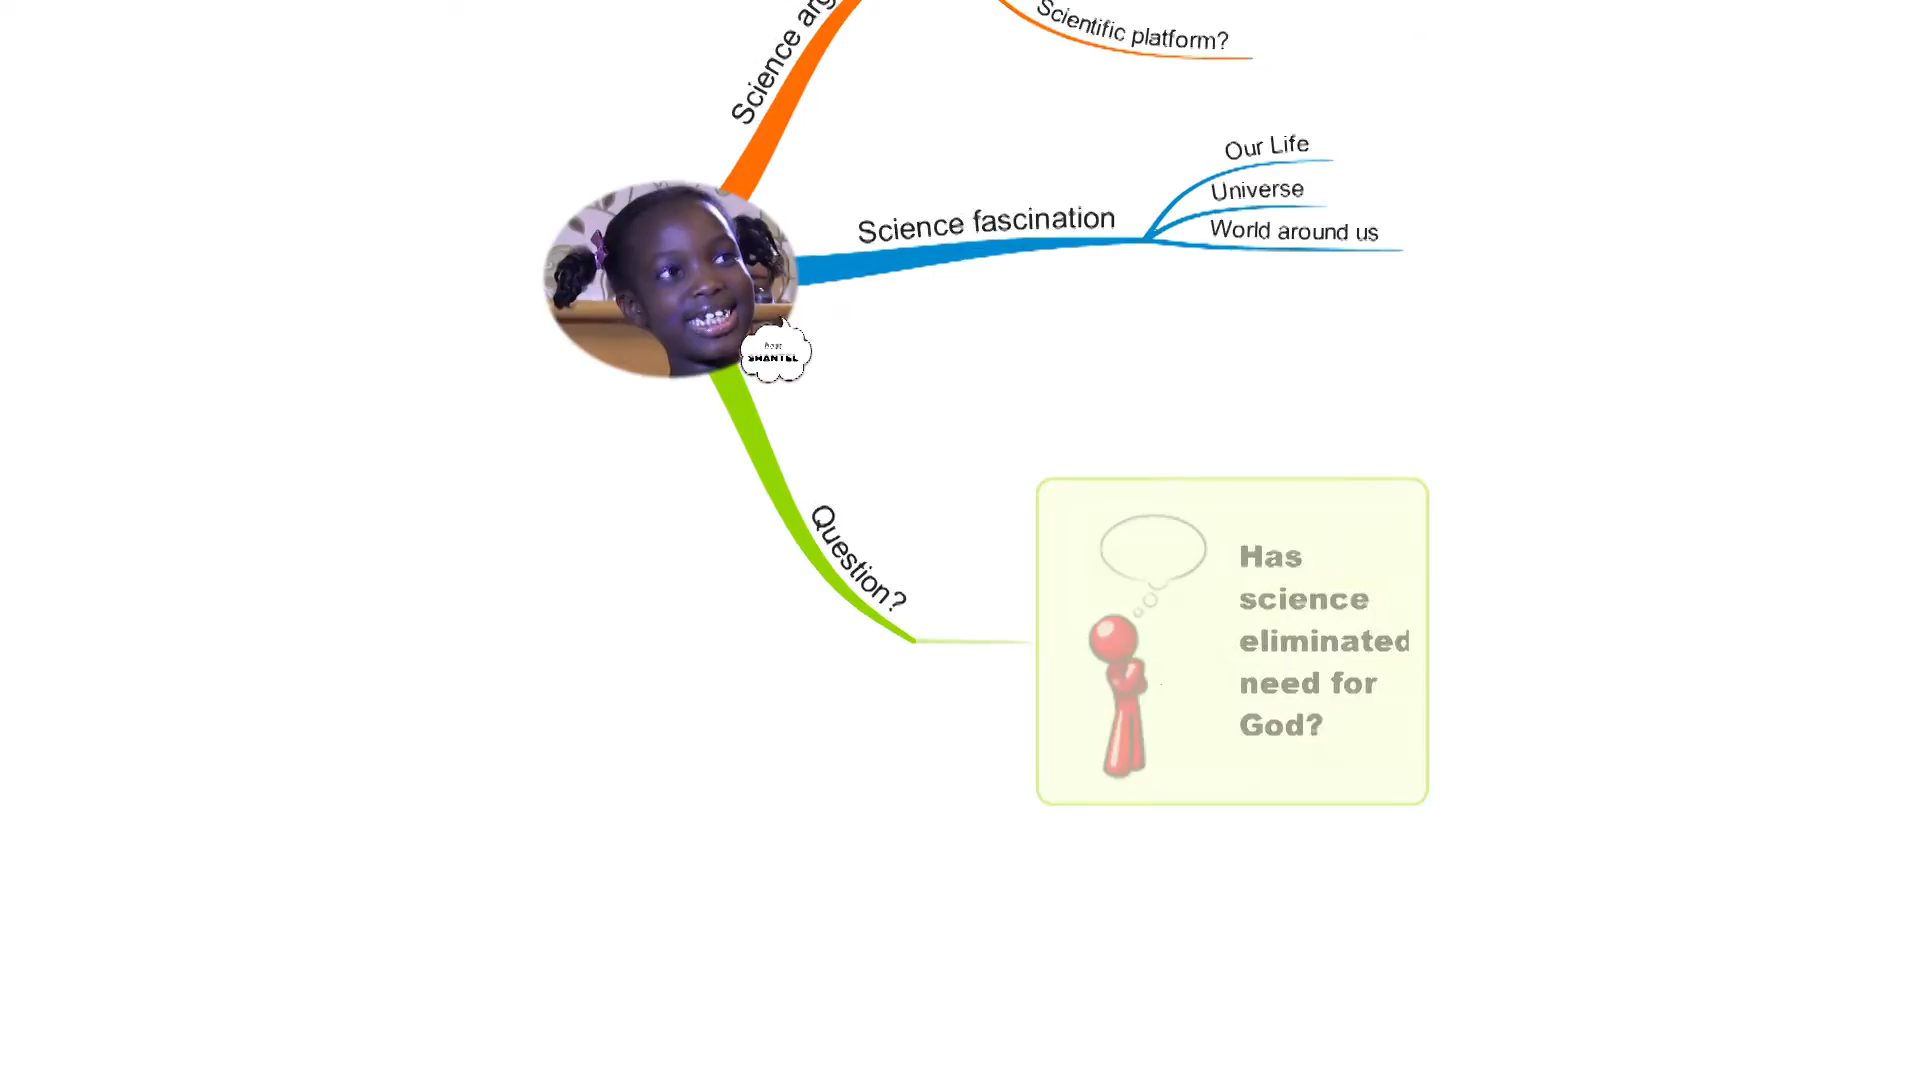 Science
Scientific platform?
Our Life
Universe
Science fascination
World around us
host
SHANTEL
Question?
Has
science
eliminated
need for
God?